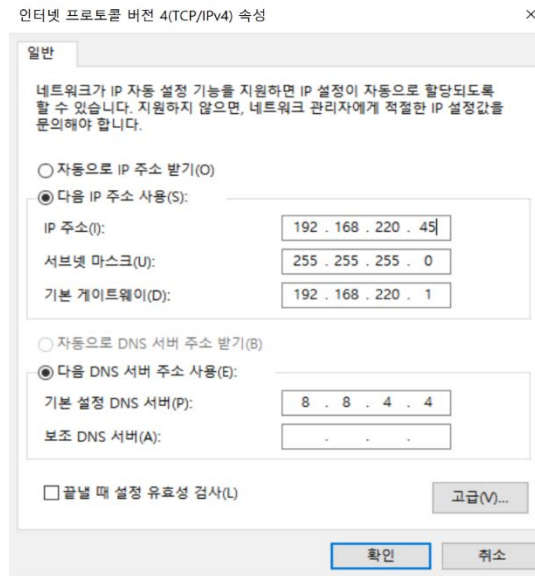 인터넷 프로토콜 버전 4(TCP/IPv4) 속성
일반
네트워크가 IP 자동 설정 기능을 지원하면 IP 설정이 자동으로 할당되도록
할 수 있습니다. 지원하지 않으면, 네트워크 관리자에게 적절한 IP 설정값을
문의해야 합니다.
자동으로 IP 주소 받기(O)
다음 IP 주소 사용(S):
IP 주소(I): 192 . 168 . 220 . 45
서브넷 마스크(U): 255 . 255 . 255 . 0
기본 게이트웨이(D): 192 . 168 . 220 . 1
자동으로 DNS 서버 주소 받기(B)
다음 DNS 서버 주소 사용(E):
기본 설정 DNS 서버(P): 8 . 8 . 4 . 4
보조 DNS 서버(A): . . .
끝낼 때 설정 유효성 검사(L)
고급(V)...
확인 취소